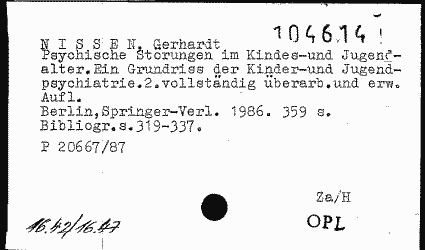 104614!
N I S S E N, Gerhardt
Psychische Störungen im Kindes-und Jugend-
alter.Ein Grundriss der Kinder-und Jugend-
psychiatrie.2.vollständig überarb.und erw.
Aufl.
Berlin,Springer-Verl. 1986. 359 s.
Bibliogr.s.319-337.
P 20667/87
Za/H
16.42/16.47
OPL